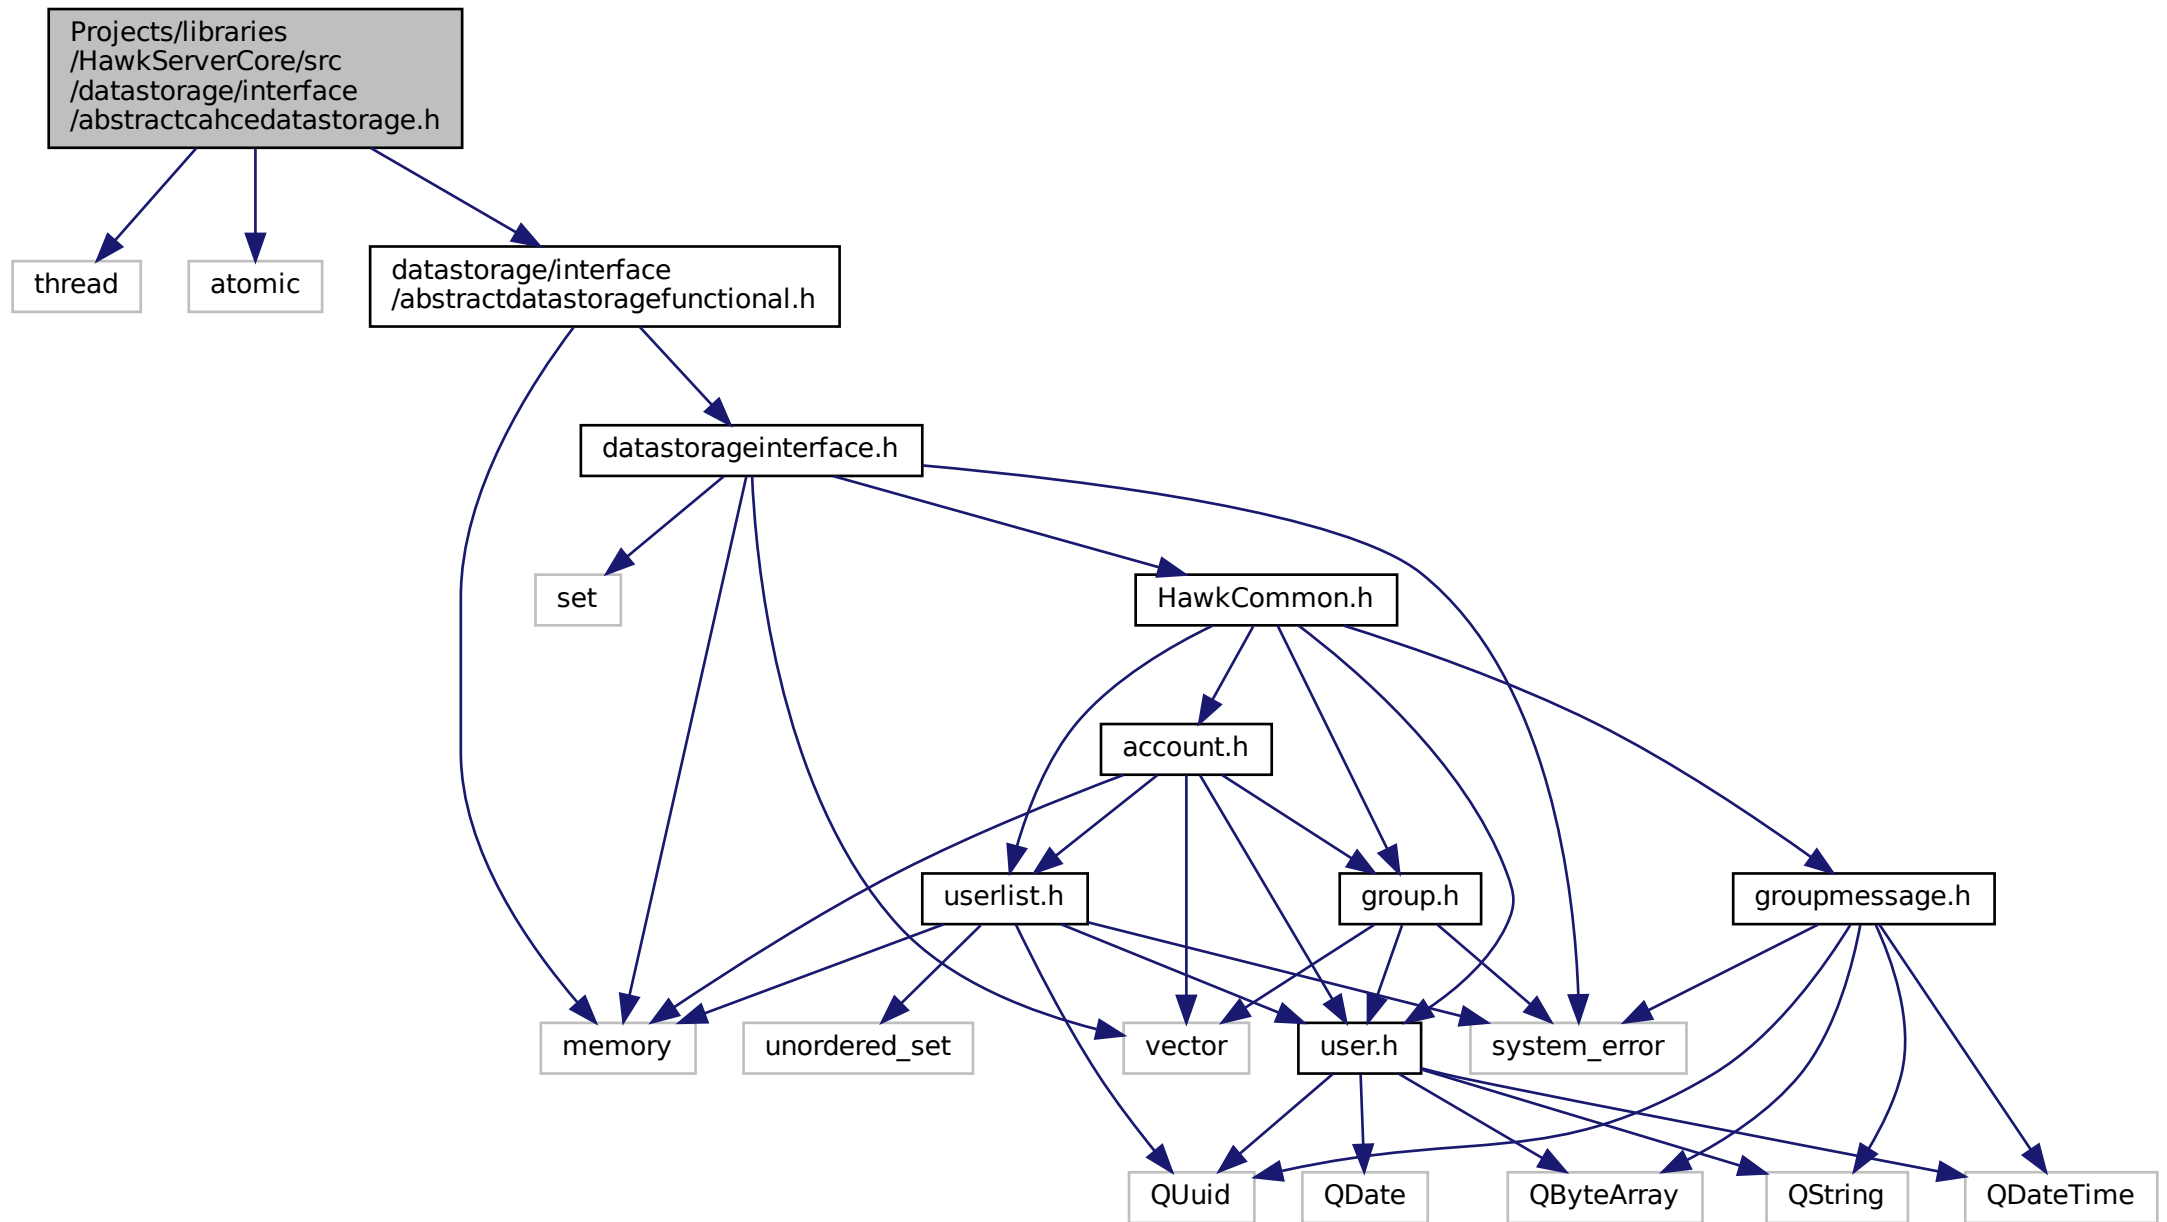 Projects/libraries
/HawkServerCore/src
/datastorage/interface
/abstractcahcedatastorage.h
thread
atomic
datastorage/interface
/abstractdatastoragefunctional.h
datastorageinterface.h
set
HawkCommon.h
account.h
userlist.h
group.h
groupmessage.h
memory
unordered_set
vector
user.h
system_error
QUuid
QDate
QByteArray
QString
QDateTime